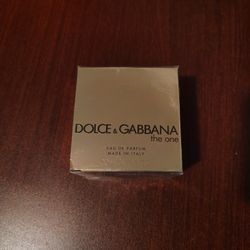 DOLCE & GABBANA
the one
EAU DE PARFUM
MADE IN ITALY